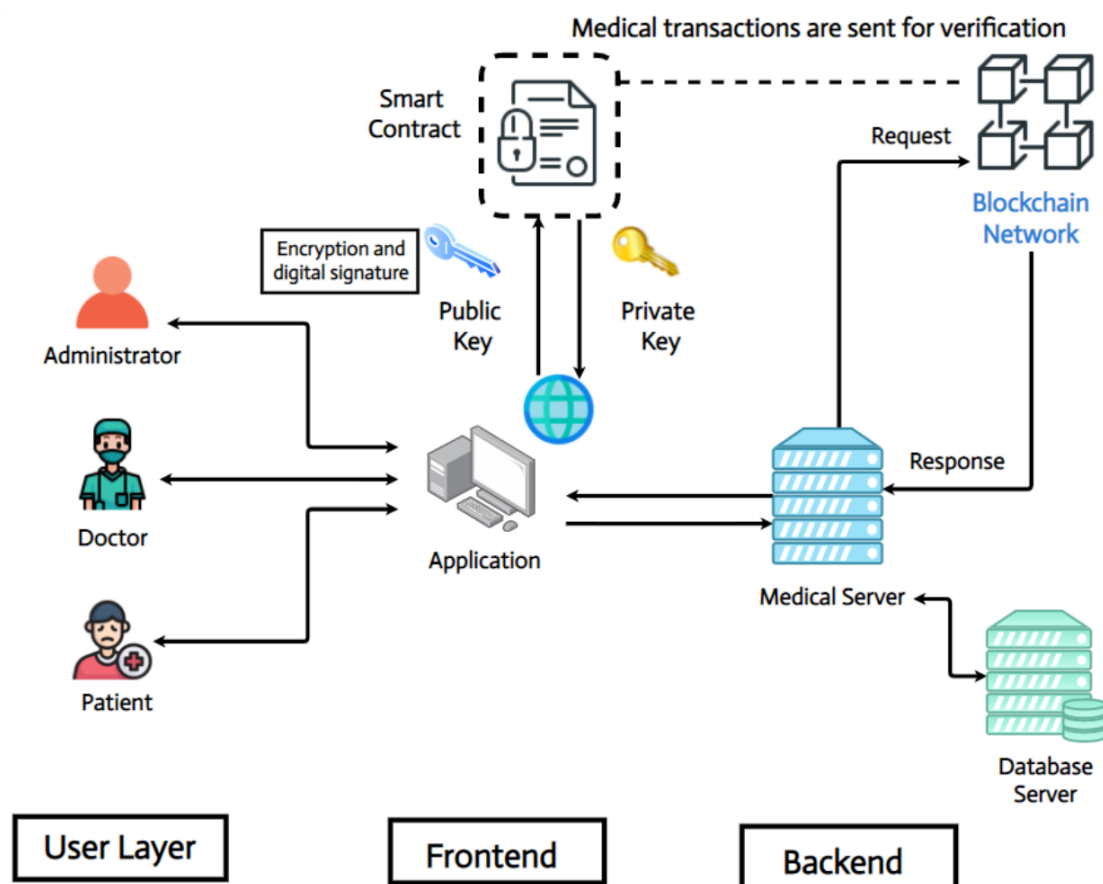 Medical transactions are sent for verification
Smart
Contract
Request
Blockchain
Network
Encryption and
digital signature
Public
Key
Private
Key
Administrator
Response
Doctor
Application
Medical Server
Patient
Database
Server
User Layer
Frontend
Backend